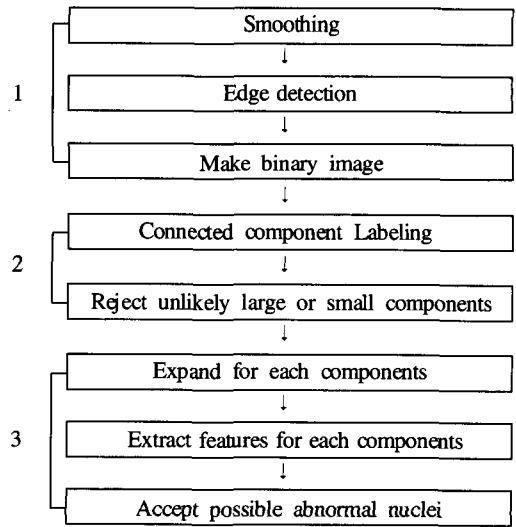 Smoothing
1
Edge detection
Make binary image
Connected component Labeling
2
Reject unlikely large or small components
Expand for each components
3
Extract features for each components
Accept possible abnormal nuclei